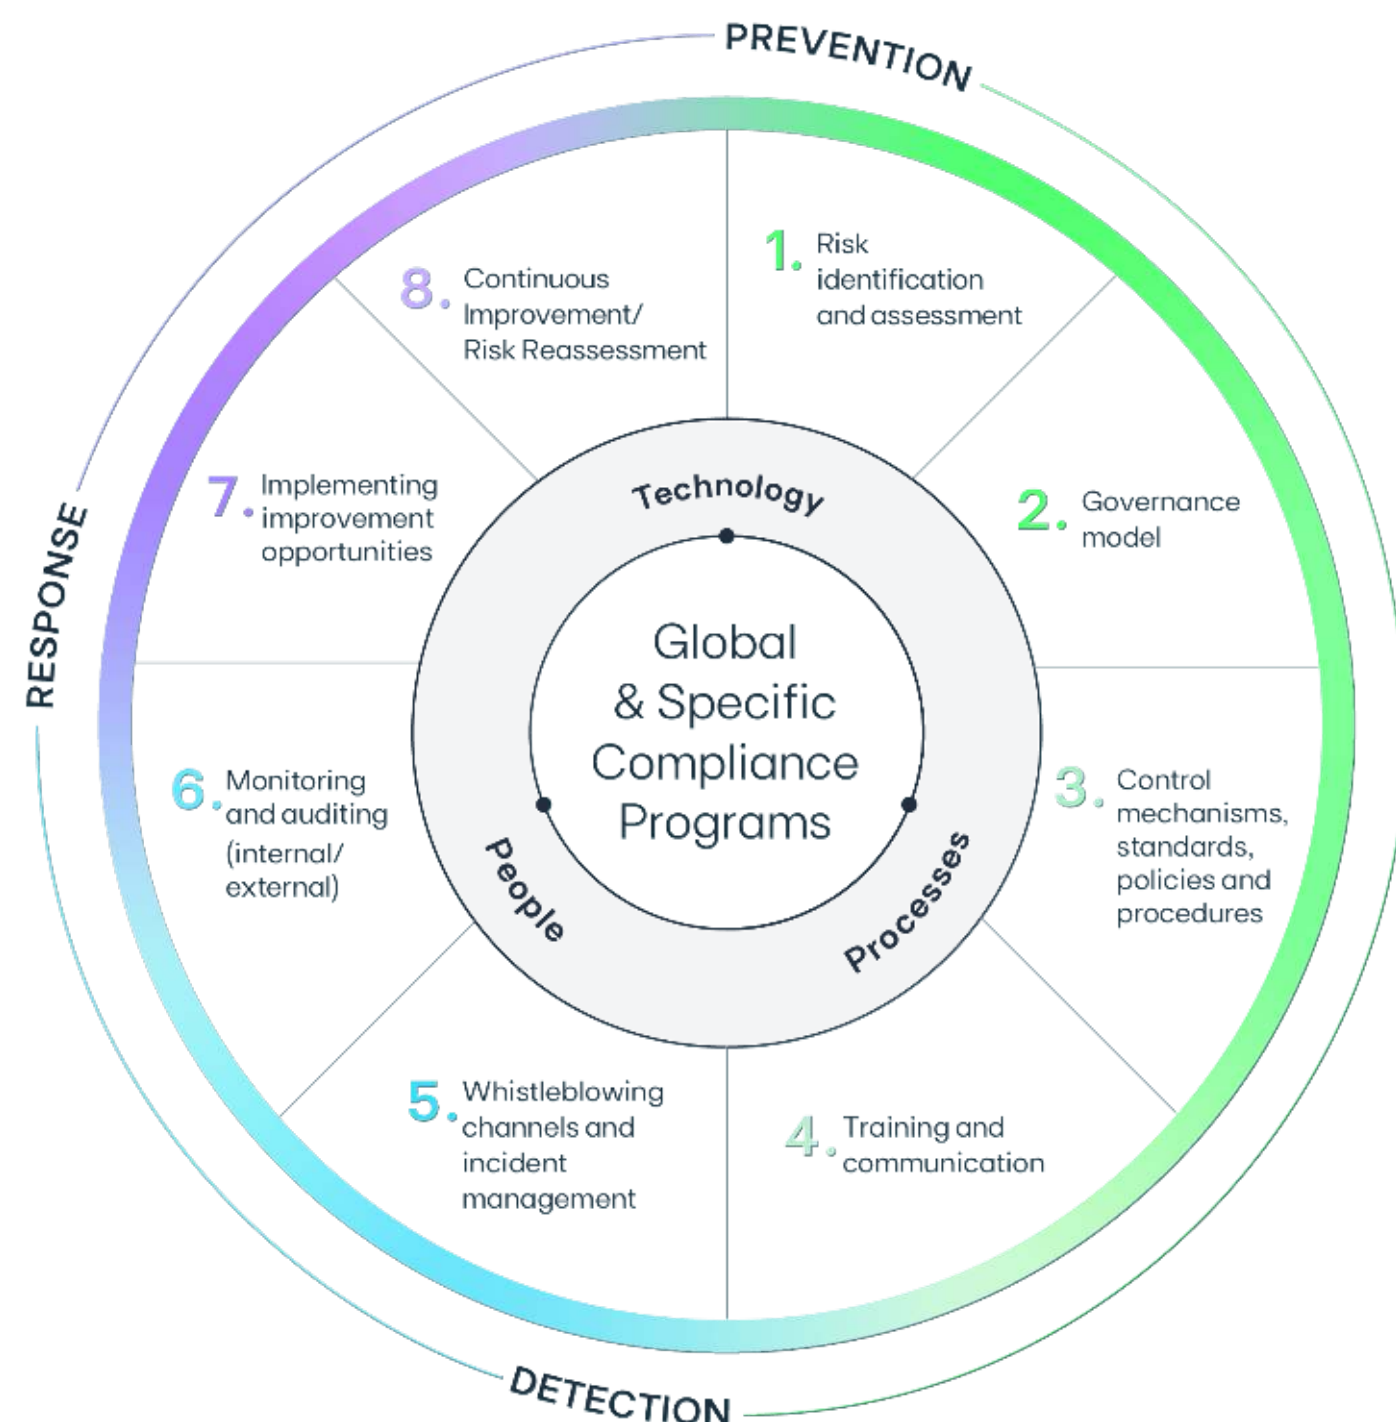 PREVENTION
1. Risk
identification
and assessment
2. Governance
model
3. Control
mechanisms,
standards,
policies and
procedures
4. Training and
communication
DETECTION
5. Whistleblowing
channels and
incident
management
6. Monitoring
and auditing
(internal/
external)
RESPONSE
7. Implementing
improvement
opportunities
8. Continuous
Improvement/
Risk Reassessment
Technology
Processes
People
Global
& Specific
Compliance
Programs